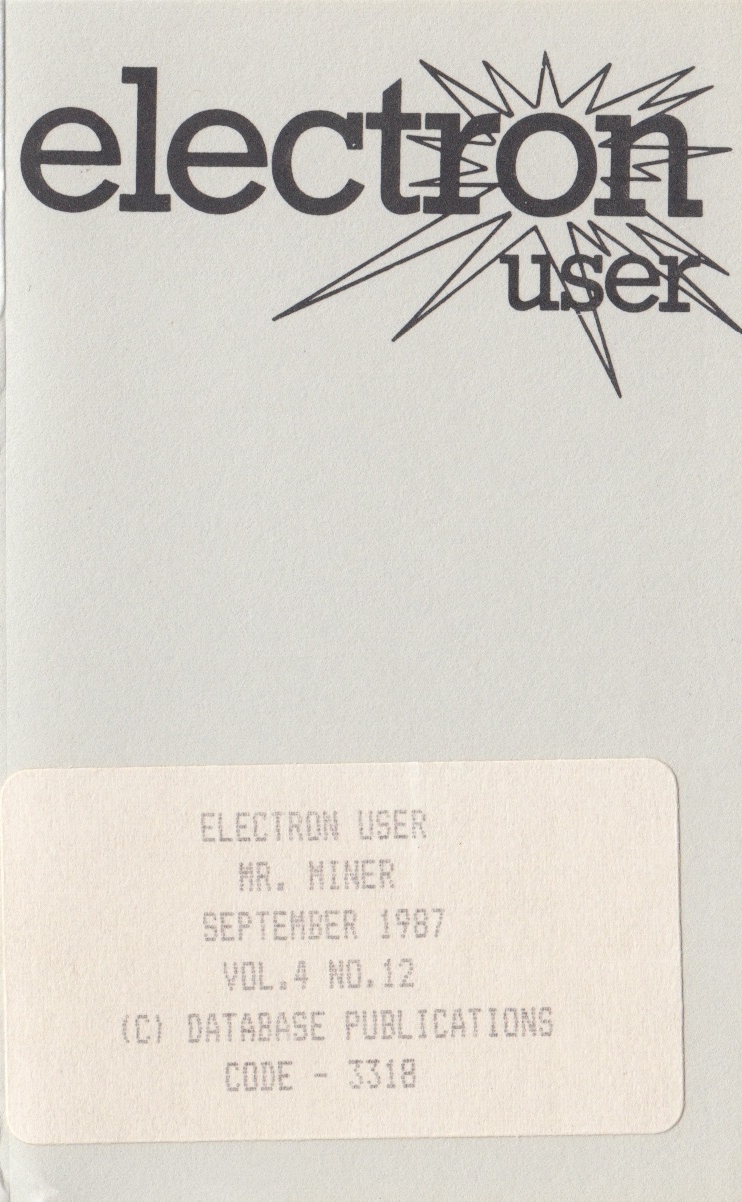 electron
user
ELECTRON USER
MR. MINER
SEPTEMBER 1987
VOL.4 NO.12
(C) DATABASE PUBLICATIONS
CODE - 3318